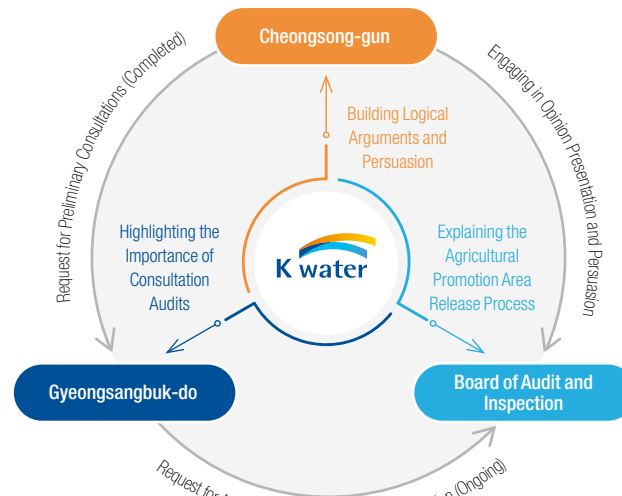 Cheongsong-gun
Request for Preliminary Consultations (Completed)
Engaging in Opinion Presentation and Persuasion
Building Logical
Arguments and
Persuasion
Highlighting the
Importance of
Consultation
Audits
K water
Explaining the
Agricultural
Promotion Area
Release Process
Gyeongsangbuk-do
Board of Audit and
Inspection
Request for (Ongoing)